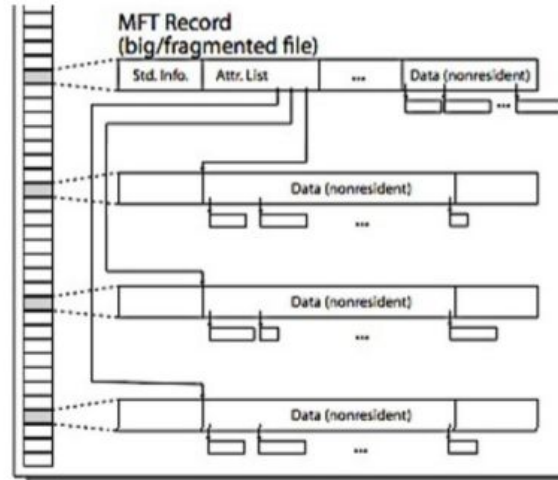 MFT Record
(big/fragmented file)
Std. Info. Attr. List ... Data (nonresident)
...
Data (nonresident)
...
Data (nonresident)
...
Data (nonresident)
...